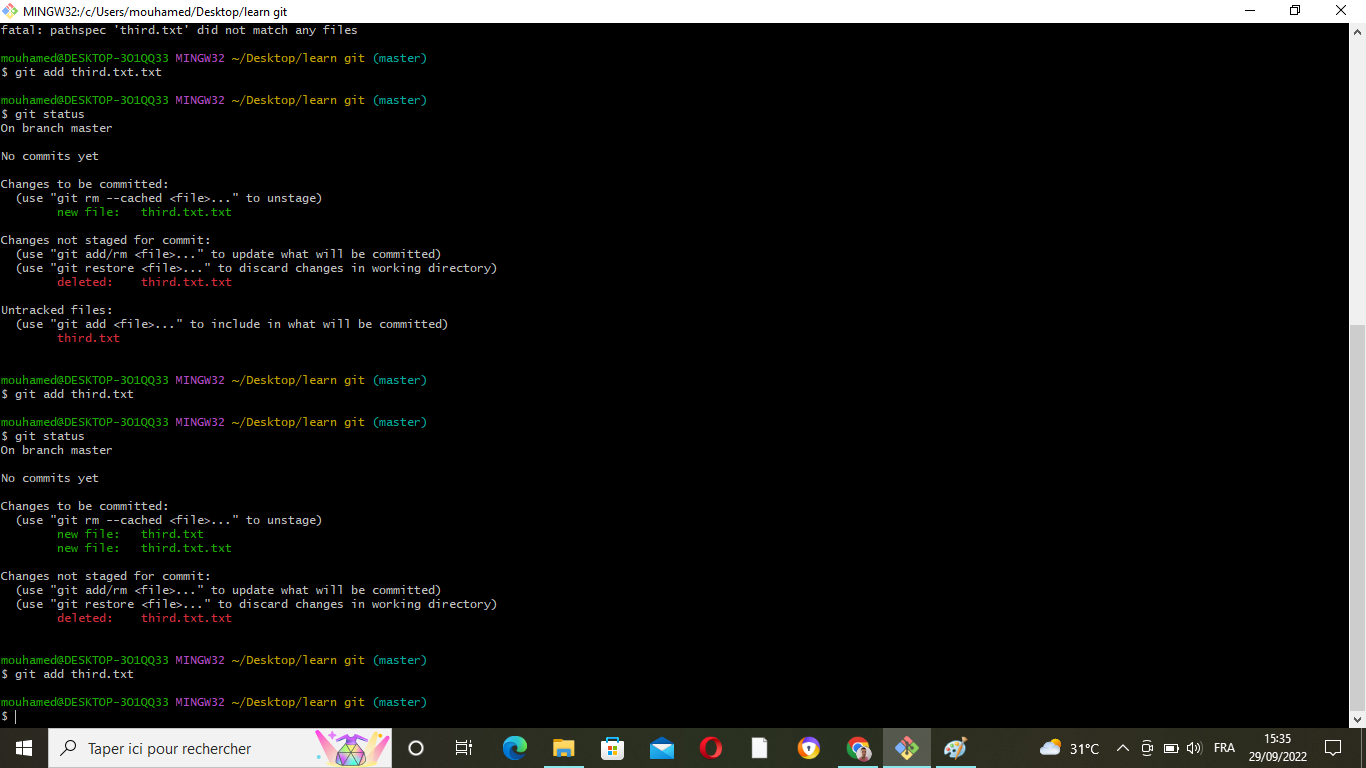 MINGW32:/c/Users/mouhamed/Desktop/learn git
fatal: pathspec 'third.txt' did not match any files
mouhamed@DESKTOP-3O1QQ33 MINGW32 ~/Desktop/learn git (master)
$ git add third.txt.txt
mouhamed@DESKTOP-3O1QQ33 MINGW32 ~/Desktop/learn git (master)
$ git status
On branch master
No commits yet
Changes to be committed:
  (use "git rm --cached <file>..." to unstage)
        new file:   third.txt.txt
Changes not staged for commit:
  (use "git add/rm <file>..." to update what will be committed)
  (use "git restore <file>..." to discard changes in working directory)
        deleted:    third.txt.txt
Untracked files:
  (use "git add <file>..." to include in what will be committed)
        third.txt
mouhamed@DESKTOP-3O1QQ33 MINGW32 ~/Desktop/learn git (master)
$ git add third.txt
mouhamed@DESKTOP-3O1QQ33 MINGW32 ~/Desktop/learn git (master)
$ git status
On branch master
No commits yet
Changes to be committed:
  (use "git rm --cached <file>..." to unstage)
        new file:   third.txt
        new file:   third.txt.txt
Changes not staged for commit:
  (use "git add/rm <file>..." to update what will be committed)
  (use "git restore <file>..." to discard changes in working directory)
        deleted:    third.txt.txt
mouhamed@DESKTOP-3O1QQ33 MINGW32 ~/Desktop/learn git (master)
$ git add third.txt
mouhamed@DESKTOP-3O1QQ33 MINGW32 ~/Desktop/learn git (master)
$
Taper ici pour rechercher
31°C
FRA
15:35
29/09/2022